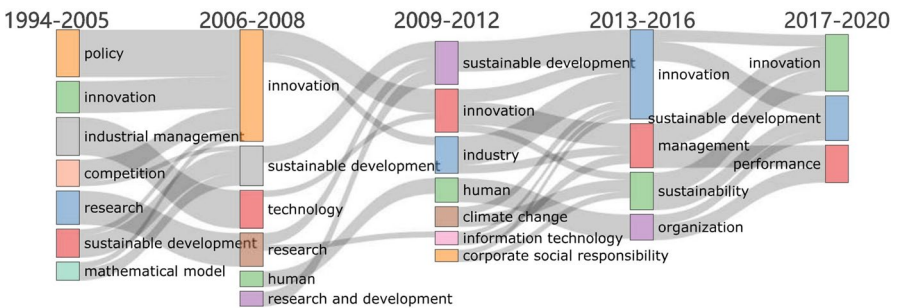 1994-2005
2006-2008
2009-2012
2013-2016
2017-2020
policy
innovation
industrial management
competition
research
sustainable development
mathematical model
innovation
sustainable development
technology
research
human
research and development
sustainable development
innovation
industry
human
climate change
information technology
corporate social responsibility
innovation
management
sustainability
organization
innovation
sustainable development
performance